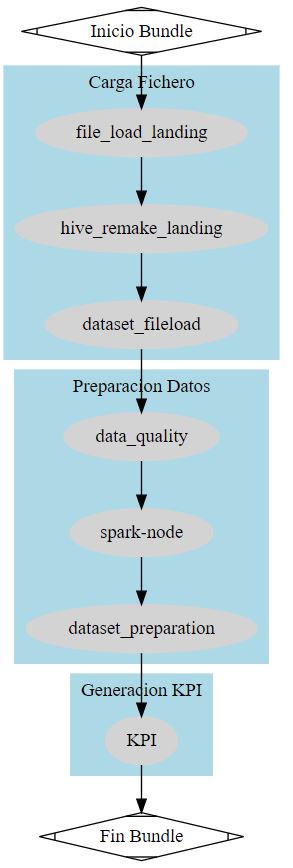 Inicio Bundle
Carga Fichero
file_load_landing
hive_remake_landing
dataset_fileload
Preparacion Datos
data_quality
spark-node
dataset_preparation
Generacion KPI
KPI
Fin Bundle